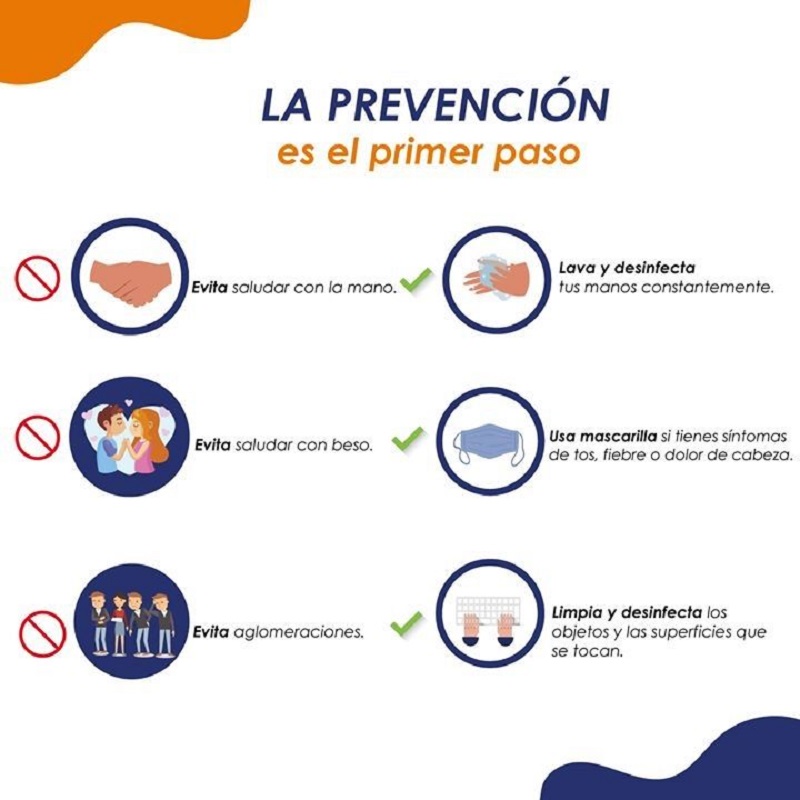 LA PREVENCIÓN
es el primer paso
Evita saludar con la mano.
Lava y desinfecta
tus manos constantemente.
Evita saludar con beso.
Usa mascarilla si tienes síntomas
de tos, fiebre o dolor de cabeza.
Evita aglomeraciones.
Limpia y desinfecta los
objetos y las superficies que
se tocan.